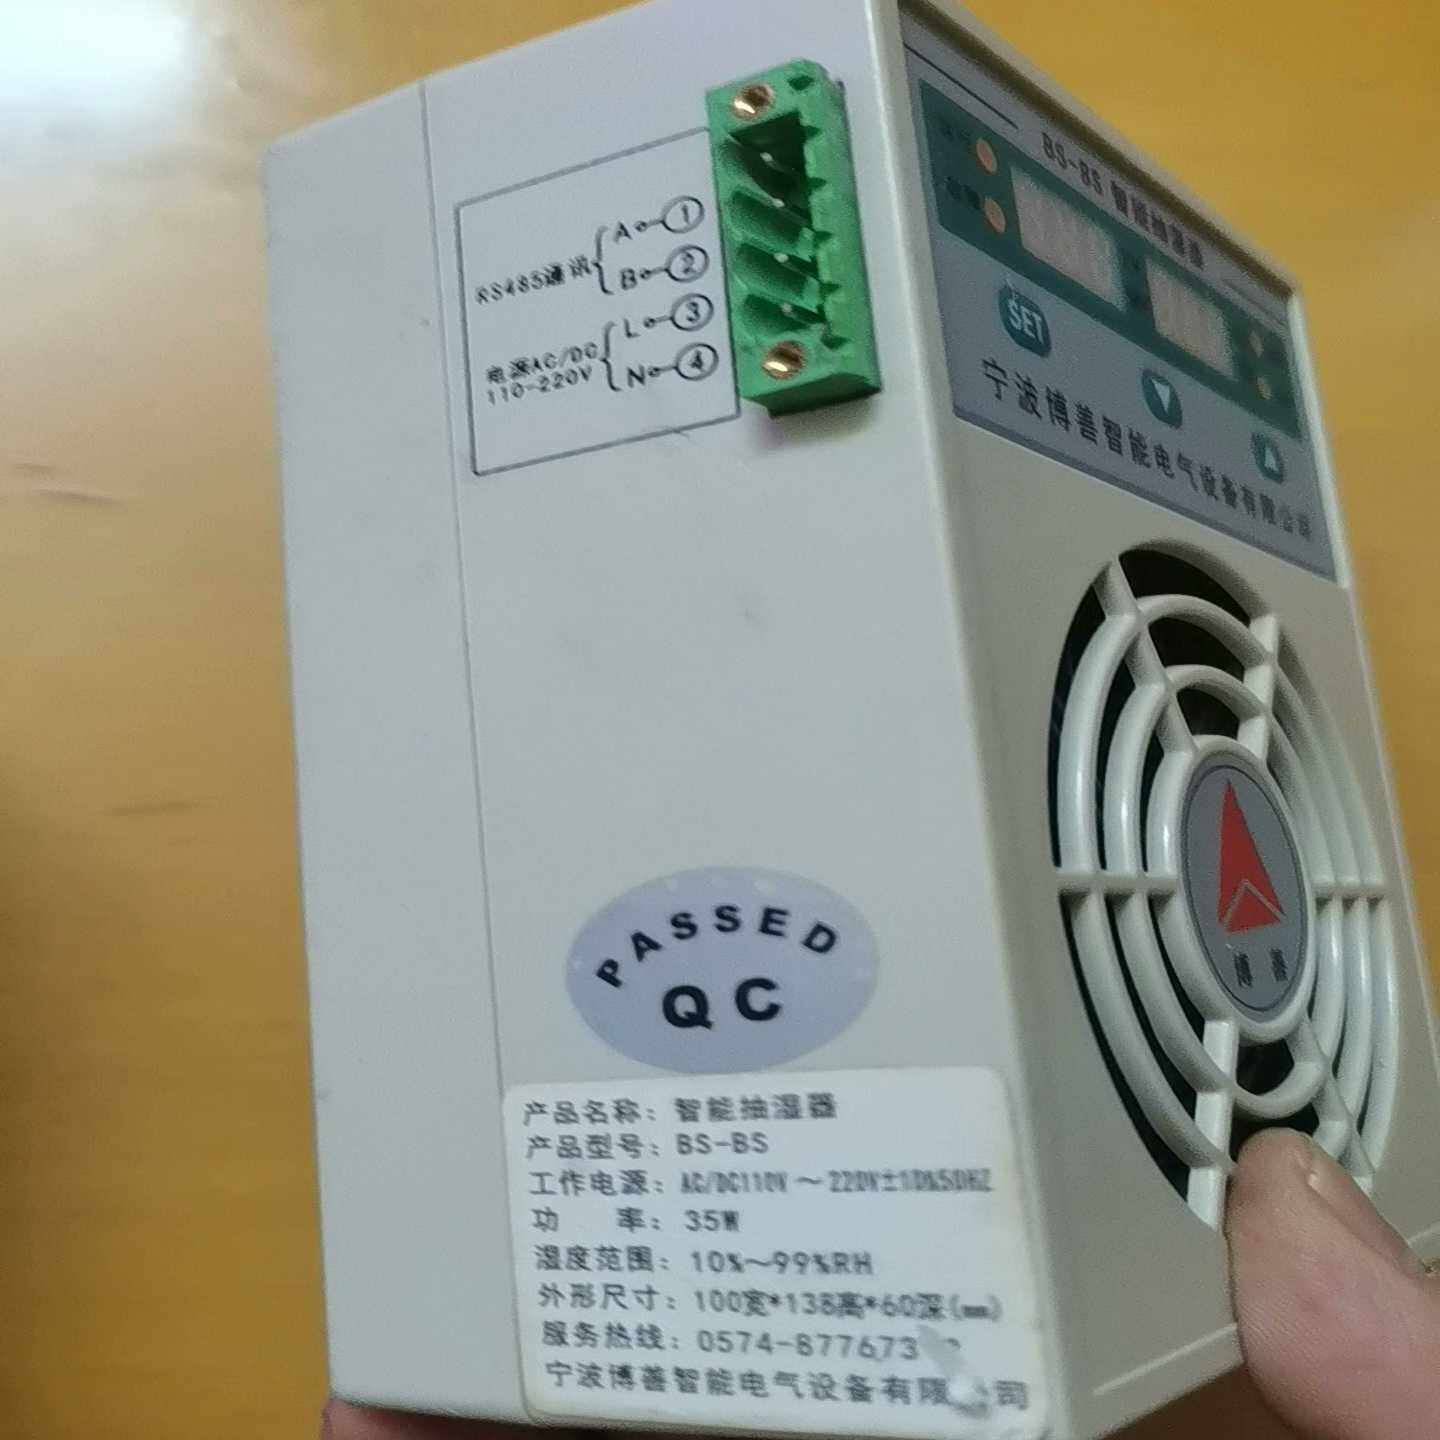 RS485通讯
A ①
B ②
电源AC/DC
110-220V
L ③
N ④
BS-BS 智能抽湿器
SET
宁波博善智能电气设备有限公司
博善
PASSED
QC
产品名称：智能抽湿器
产品型号：BS-BS
工作电源：AC/DC110V～220V±10%50HZ
功 率：35W
湿度范围：10%～99%RH
外形尺寸：100宽*138高*60深(mm)
服务热线：0574-877673
宁波博善智能电气设备有限公司